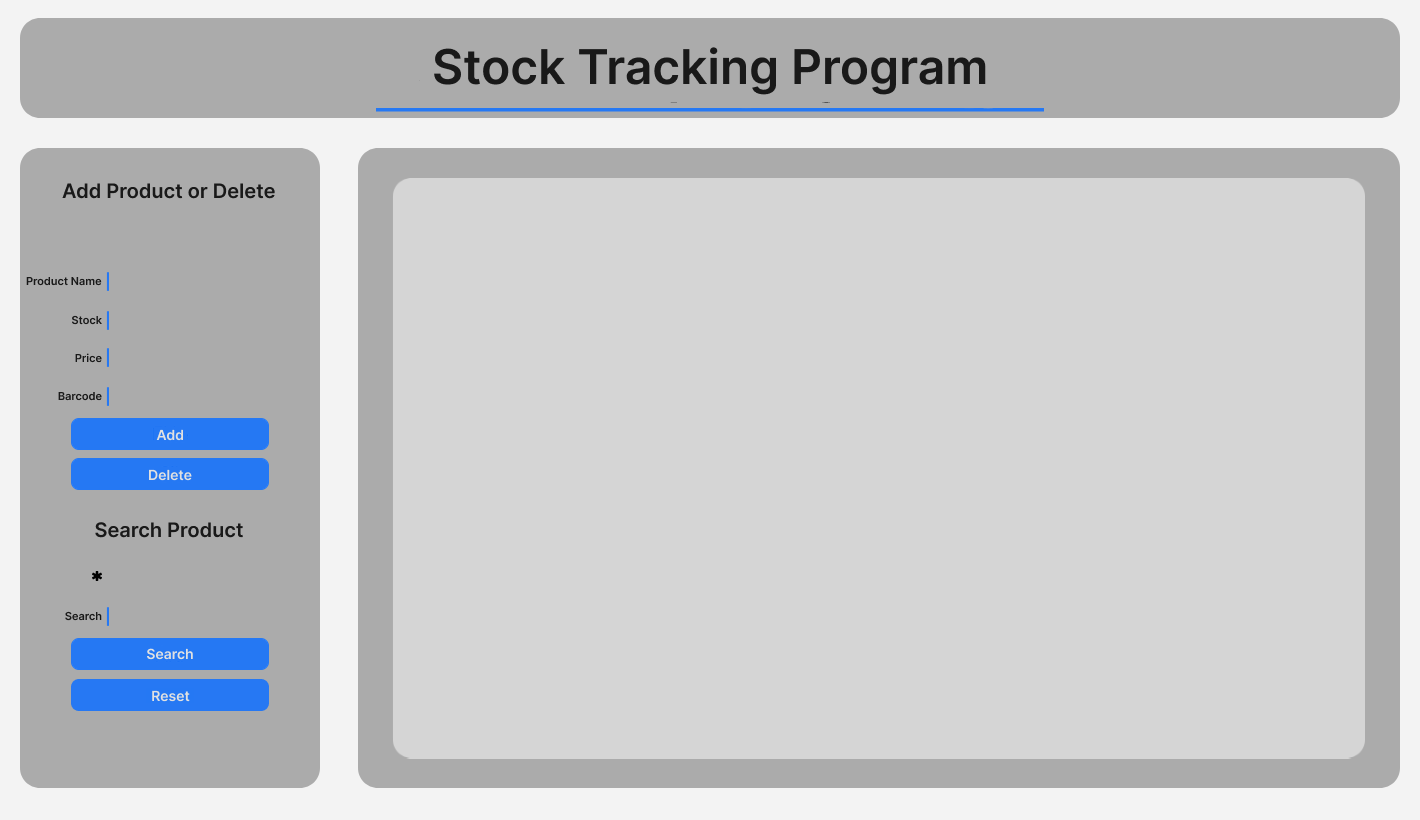 Stock Tracking Program
Add Product or Delete
Product Name
Stock
Price
Barcode
Add
Delete
Search Product
*
Search
Search
Reset